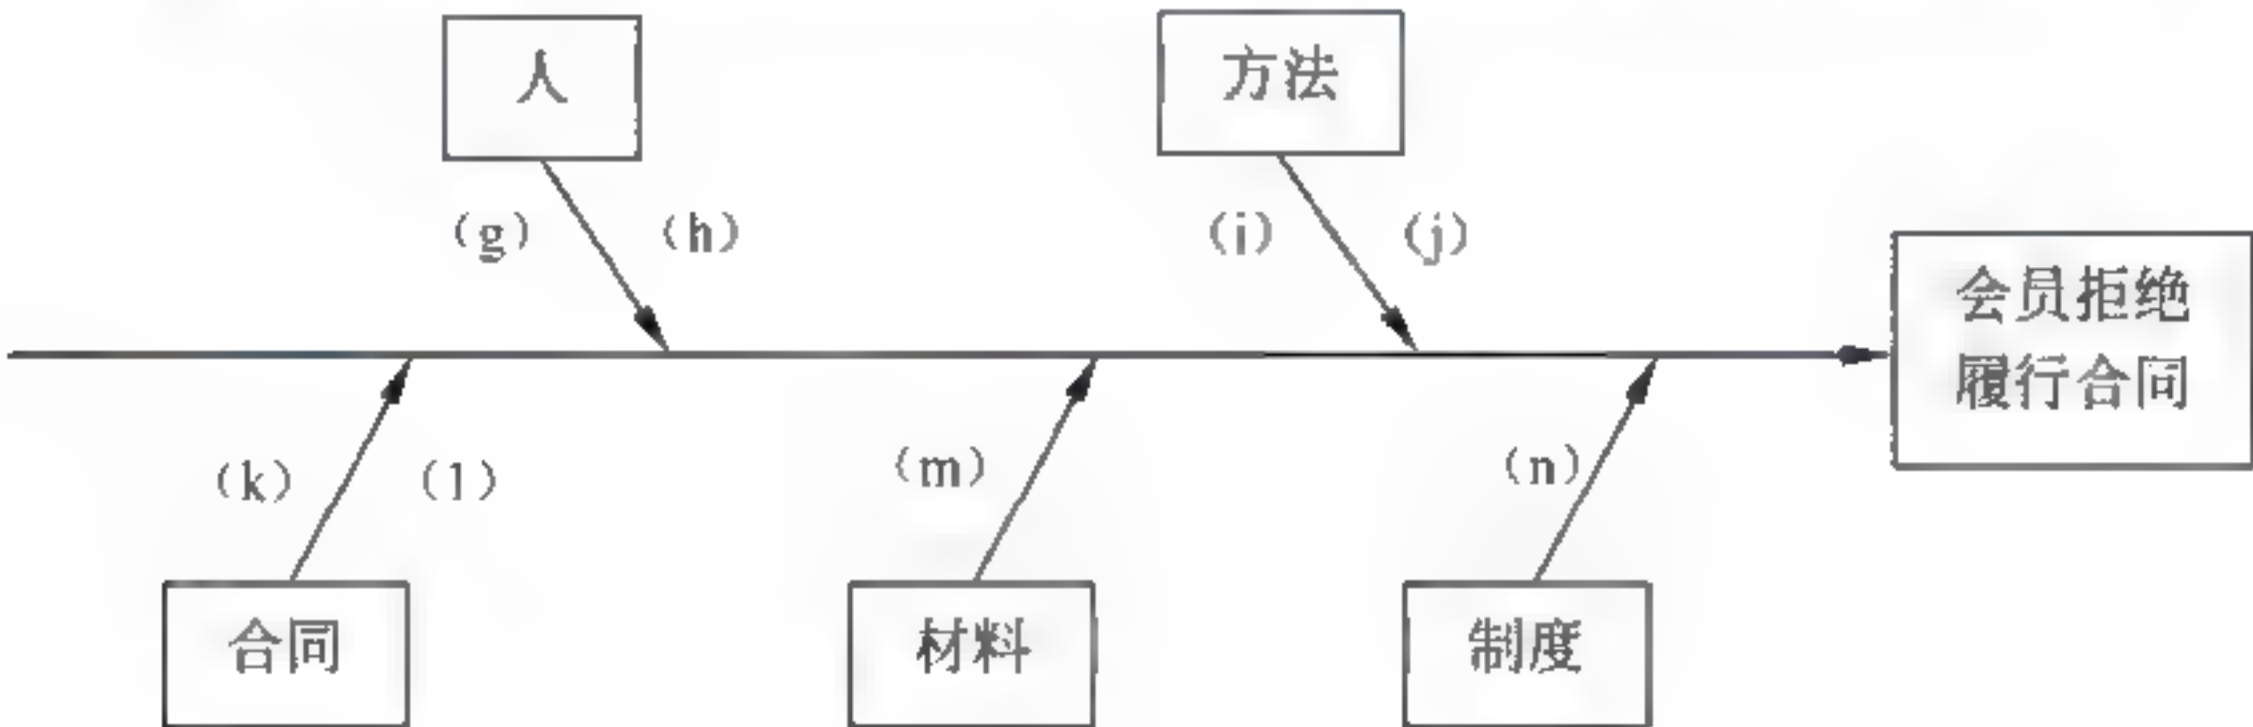 人
方法
(g)
(h)
(i)
(j)
会员拒绝
履行合同
(k)
(l)
(m)
(n)
合同
材料
制度